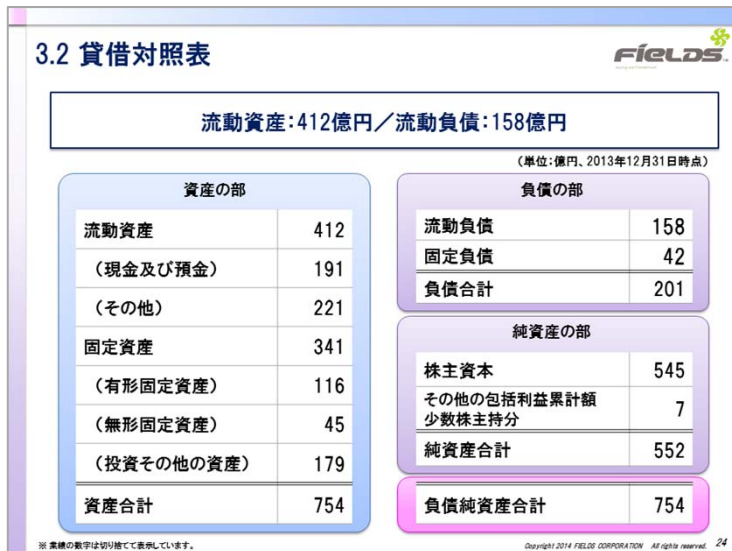 3.2 貸借対照表
FIELDS
流動資産:412億円/流動負債:158億円
(単位:億円、2013年12月31日時点)
資産の部
流動資産 412
(現金及び預金) 191
(その他) 221
固定資産 341
(有形固定資産) 116
(無形固定資産) 45
(投資その他の資産) 179
資産合計 754
負債の部
流動負債 158
固定負債 42
負債合計 201
純資産の部
株主資本 545
その他の包括利益累計額
少数株主持分 7
純資産合計 552
負債純資産合計 754
※ 業績の数字は切り捨てて表示しています。
Copyright 2014 FIELDS CORPORATION All rights reserved. 24